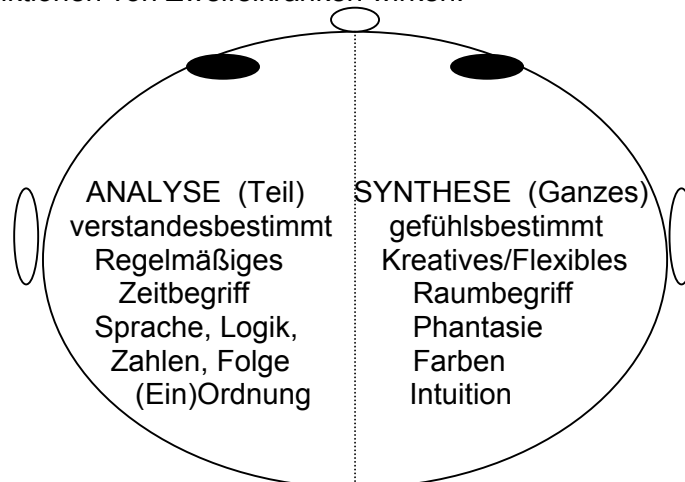 ANALYSE (Teil)
verstandesbestimmt
Regelmäßiges
Zeitbegriff
Sprache, Logik,
Zahlen, Folge
(Ein)Ordnung
SYNTHESE (Ganzes)
gefühlsbestimmt
Kreatives/Flexibles
Raumbegriff
Phantasie
Farben
Intuition